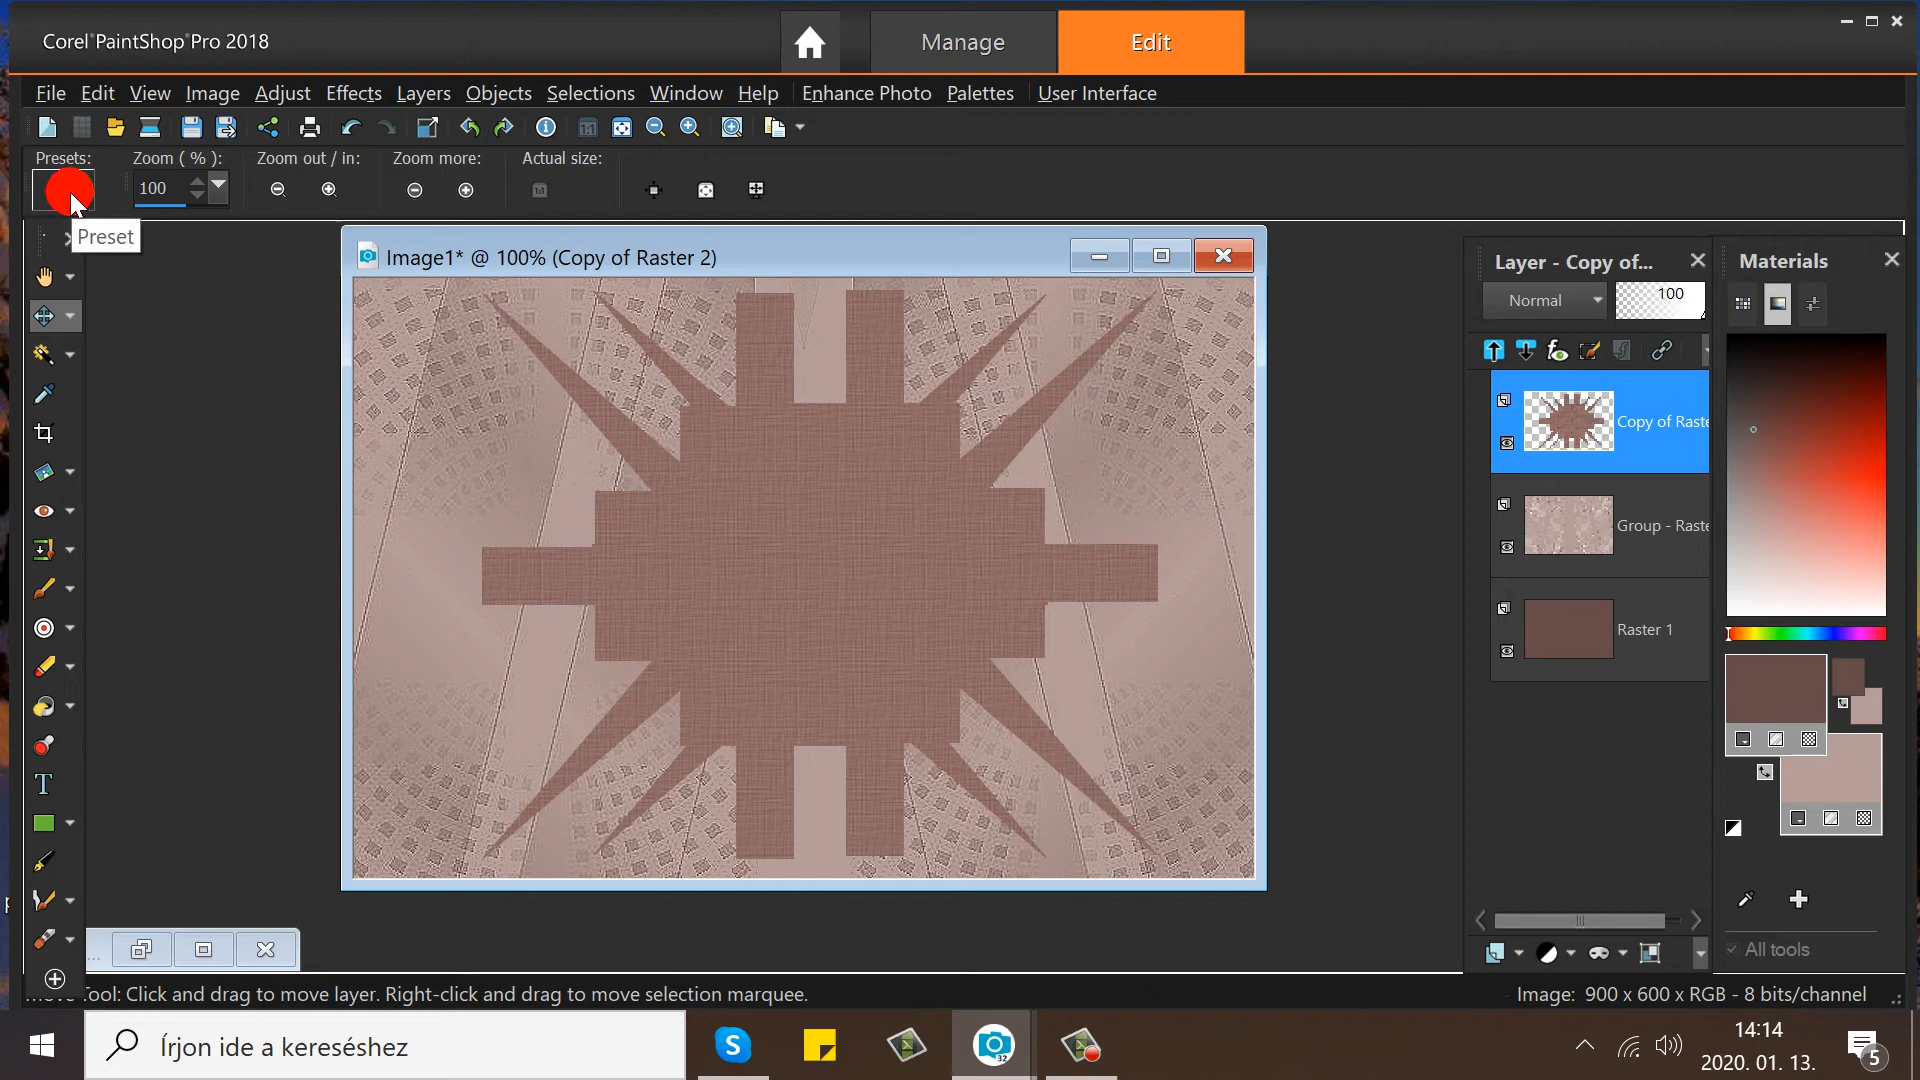 Corel®PaintShop®Pro 2018
Manage
Edit
File Edit View Image Adjust Effects Layers Objects Selections Window Help Enhance Photo Palettes User Interface
Presets: Zoom ( % ): Zoom out / in: Zoom more: Actual size:
100
Preset
Image1* @ 100% (Copy of Raster 2)
Layer - Copy of...
Materials
Normal
100
Copy of Raste
Group - Raste
Raster 1
All tools
Tool: Click and drag to move layer. Right-click and drag to move selection marquee.
Image: 900 x 600 x RGB - 8 bits/channel
Írjon ide a kereséshez
S
32
14:14
2020. 01. 13.
5